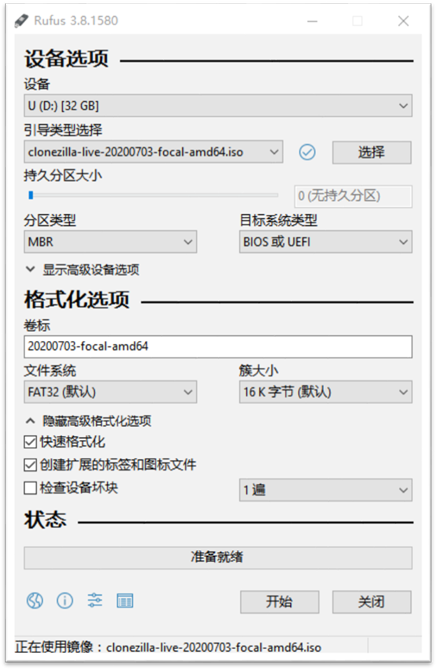 Rufus 3.8.1580
设备选项
设备
U (D:) [32 GB]
引导类型选择
clonezilla-live-20200703-focal-amd64.iso
选择
持久分区大小
0 (无持久分区)
分区类型
目标系统类型
MBR
BIOS 或 UEFI
显示高级设备选项
格式化选项
卷标
20200703-focal-amd64
文件系统
簇大小
FAT32 (默认)
16 K 字节 (默认)
隐藏高级格式化选项
快速格式化
创建扩展的标签和图标文件
检查设备坏块
1 遍
状态
准备就绪
开始
关闭
正在使用镜像：clonezilla-live-20200703-focal-amd64.iso